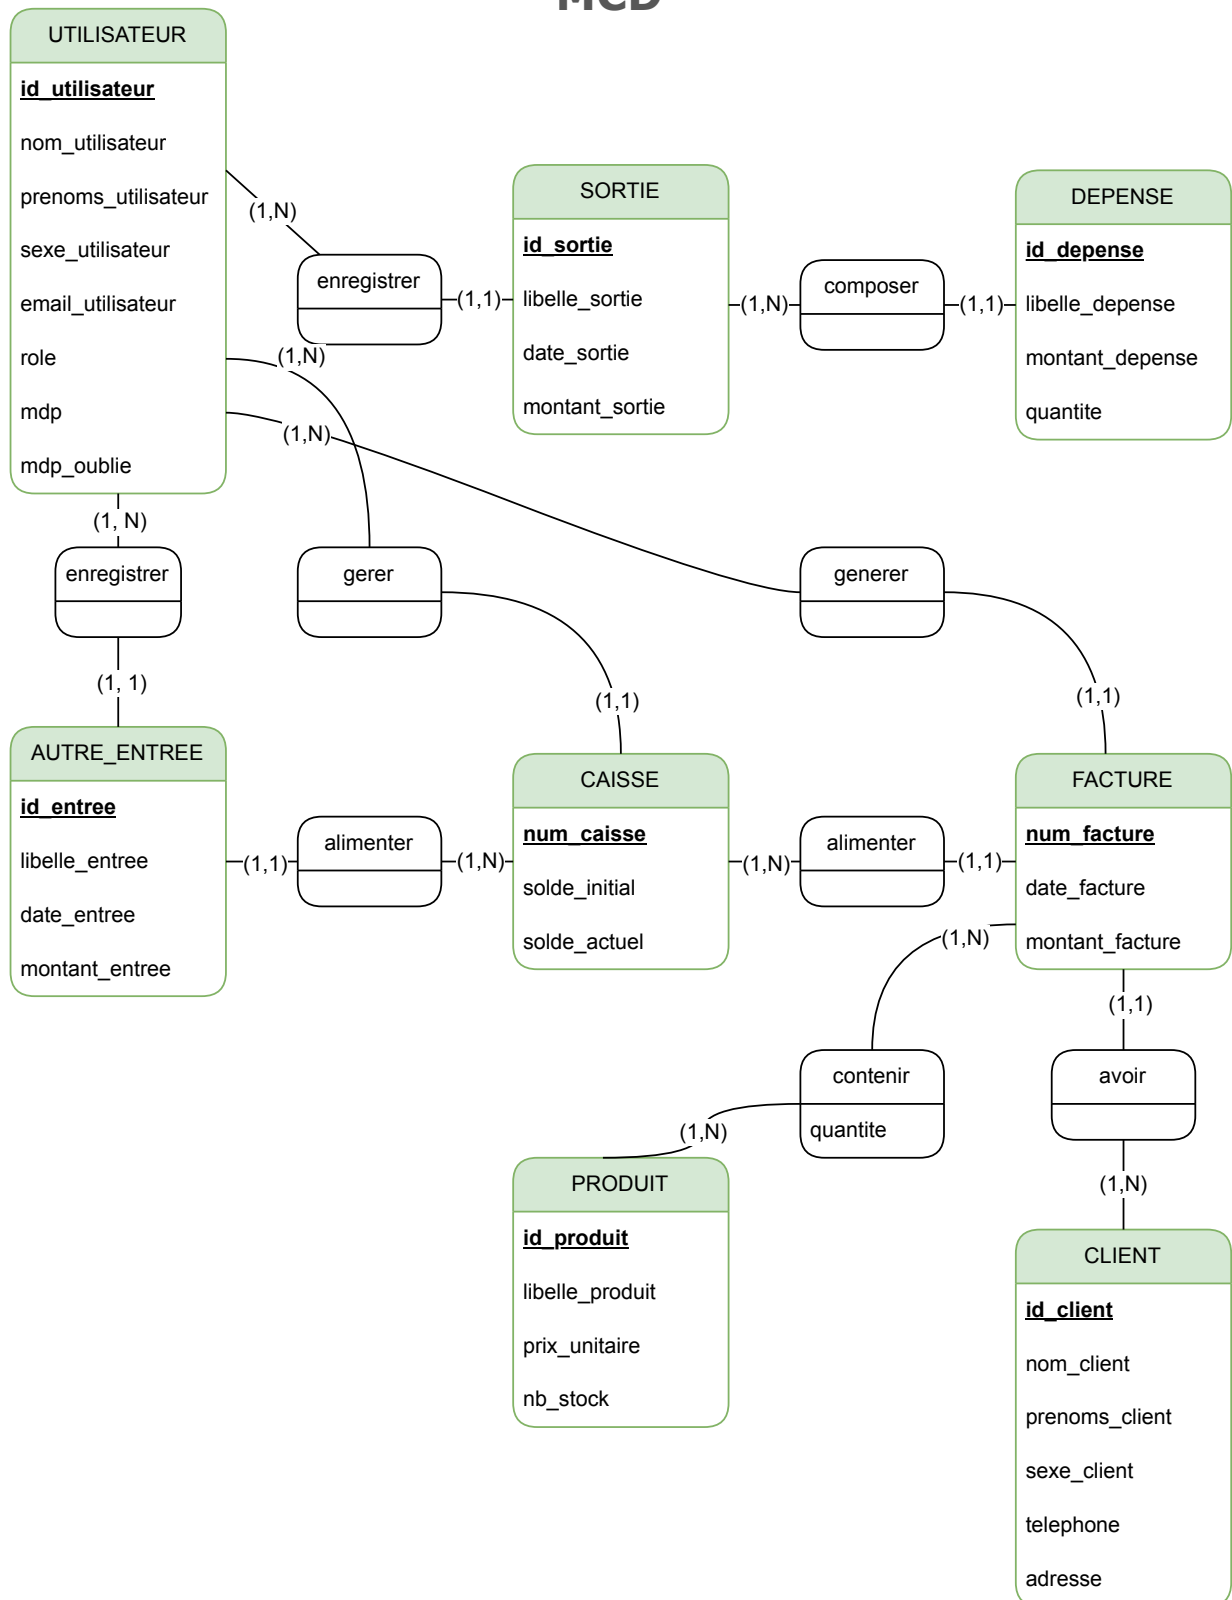 MCD
UTILISATEUR
id_utilisateur
nom_utilisateur
prenoms_utilisateur
sexe_utilisateur
email_utilisateur
role
mdp
mdp_oublie
(1,N)
enregistrer
(1,1)
SORTIE
id_sortie
libelle_sortie
date_sortie
montant_sortie
(1,N)
composer
(1,1)
DEPENSE
id_depense
libelle_depense
montant_depense
quantite
(1,N)
(1,N)
(1, N)
enregistrer
(1, 1)
gerer
(1,1)
generer
(1,1)
AUTRE_ENTREE
id_entree
libelle_entree
date_entree
montant_entree
(1,1)
alimenter
(1,N)
CAISSE
num_caisse
solde_initial
solde_actuel
(1,N)
alimenter
(1,1)
FACTURE
num_facture
date_facture
montant_facture
(1,N)
(1,1)
contenir
quantite
avoir
(1,N)
(1,N)
PRODUIT
id_produit
libelle_produit
prix_unitaire
nb_stock
CLIENT
id_client
nom_client
prenoms_client
sexe_client
telephone
adresse